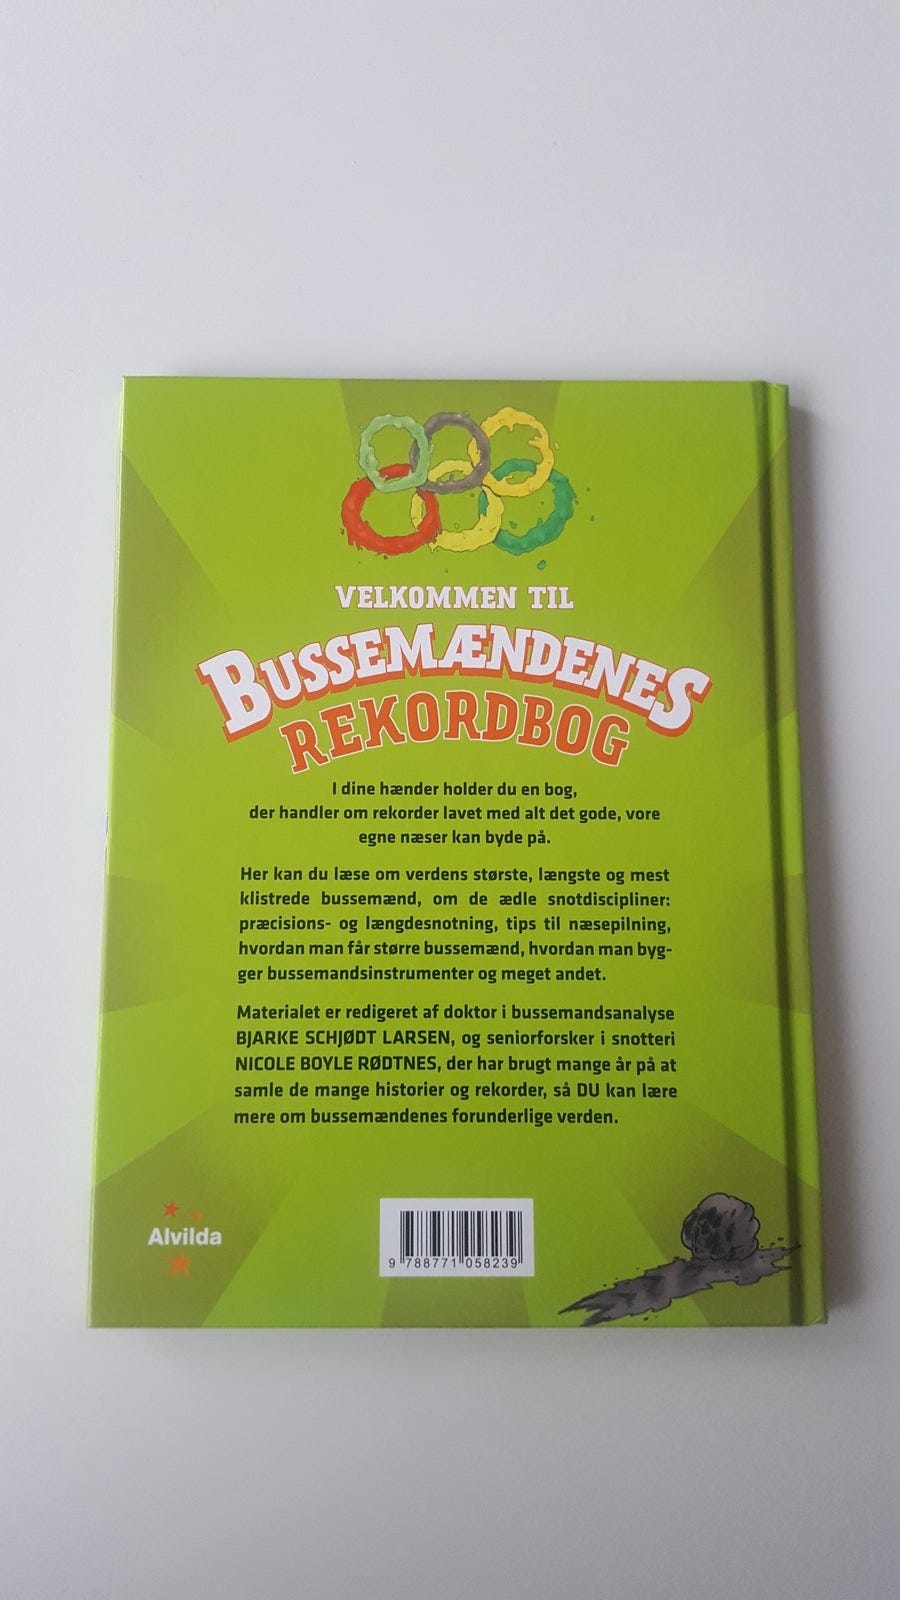 VELKOMMEN TIL
BUSSEMÆNDENES
REKORDBOG
I dine hænder holder du en bog,
der handler om rekorder lavet med alt det gode, vore
egne næser kan byde på.
Her kan du læse om verdens største, længste og mest
klistrede bussemænd, om de ædle snotdiscipliner:
præcisions- og længdesnotning, tips til næsepilning,
hvordan man får større bussemænd, hvordan man byg-
ger bussemandsinstrumenter og meget andet.
Materialet er redigeret af doktor i bussemandsanalyse
BJARKE SCHJØDT LARSEN, og seniorforsker i snotteri
NICOLE BOYLE RØDTNES, der har brugt mange år på at
samle de mange historier og rekorder, så DU kan lære
mere om bussemændenes forunderlige verden.
Alvilda
9 788771 058239